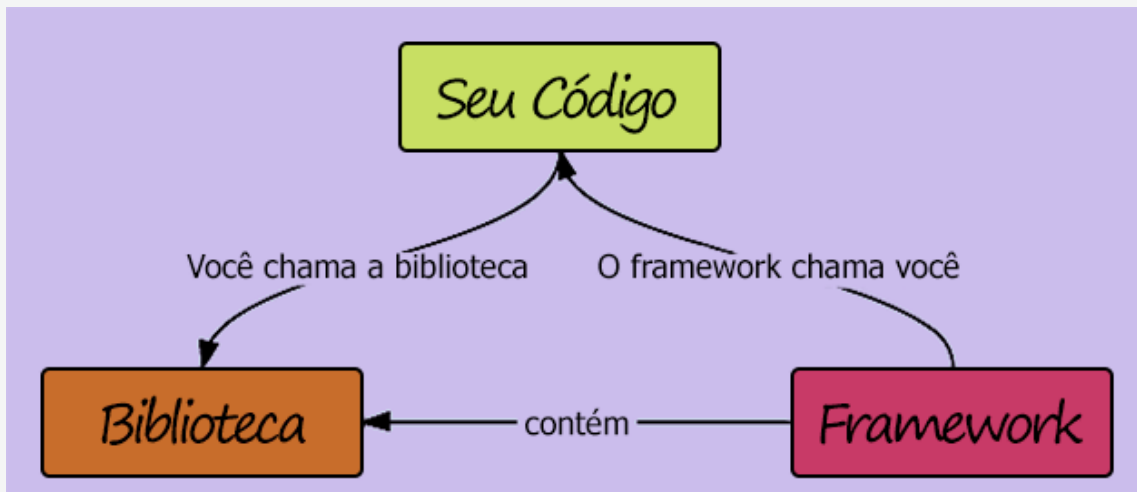 Seu Código
Você chama a biblioteca
O framework chama você
Biblioteca
contém
Framework